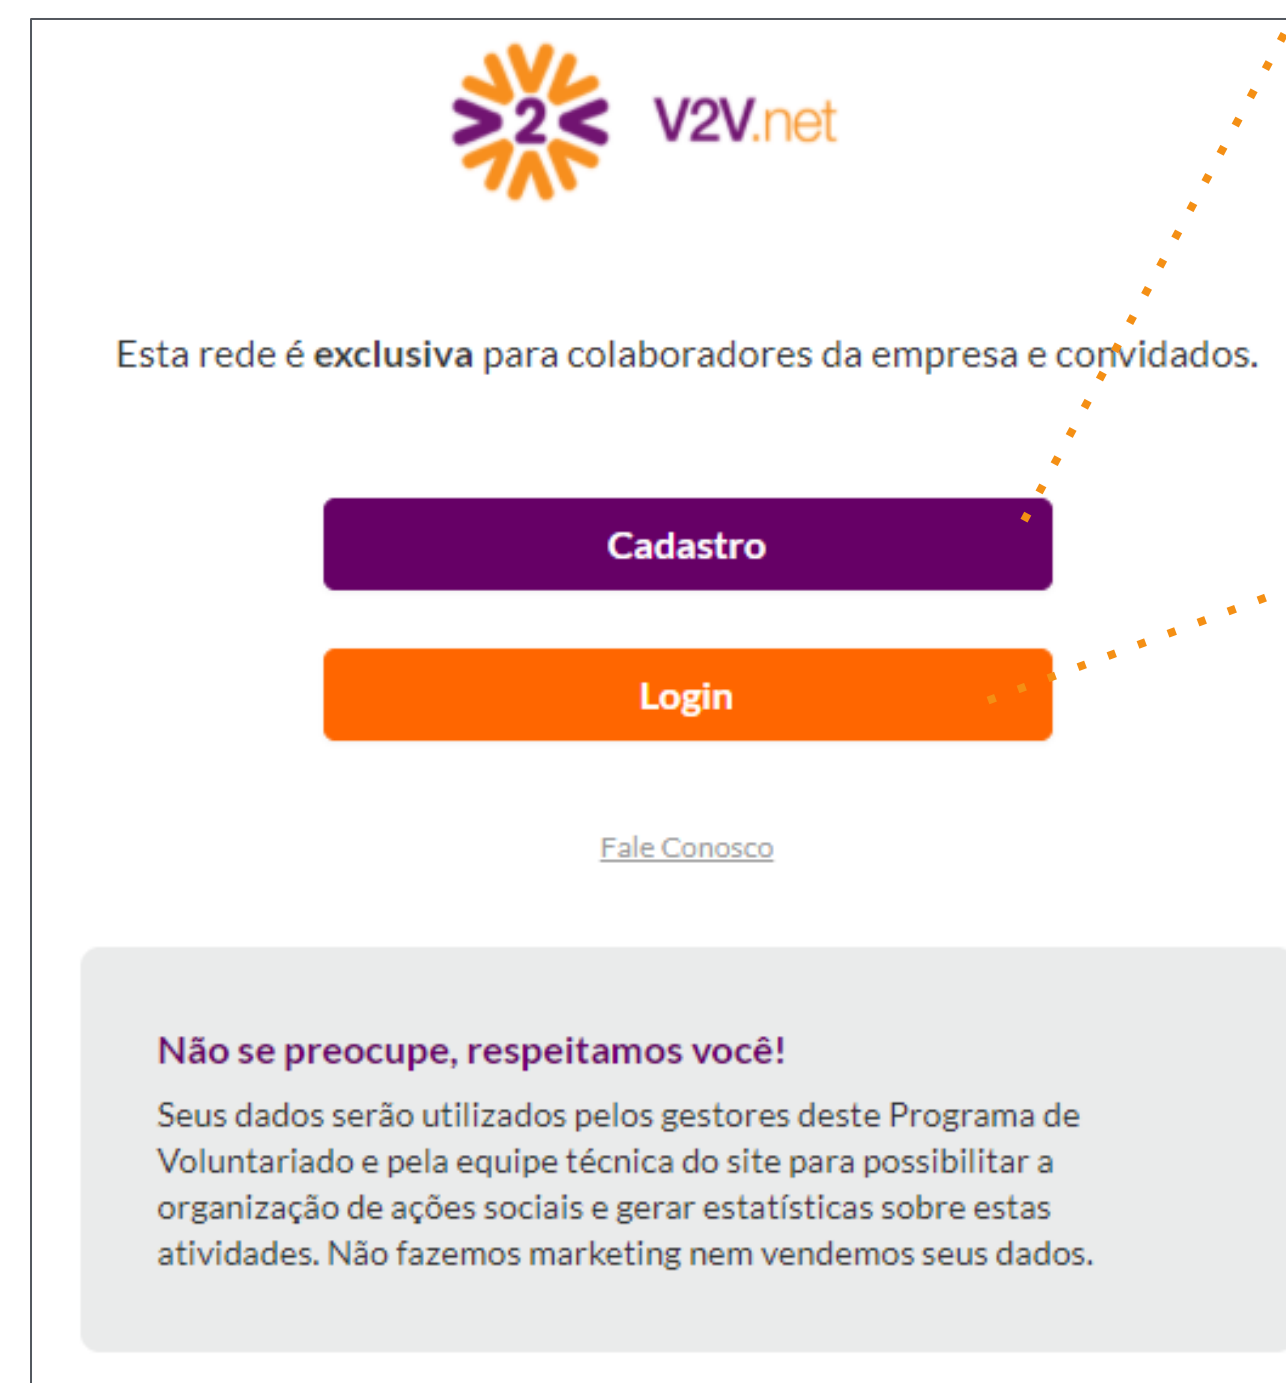 2 V2V.net
Esta rede é exclusiva para colaboradores da empresa e convidados.
Cadastro
Login
Fale Conosco
Não se preocupe, respeitamos você!
Seus dados serão utilizados pelos gestores deste Programa de
Voluntariado e pela equipe técnica do site para possibilitar a
organização de ações sociais e gerar estatísticas sobre estas
atividades. Não fazemos marketing nem vendemos seus dados.